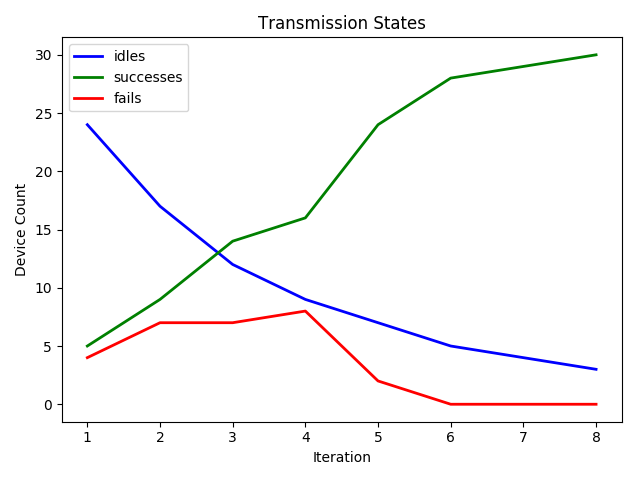 Transmission States
idles
successes
fails
Device Count
30
25
20
15
10
5
0
1 2 3 4 5 6 7 8
Iteration